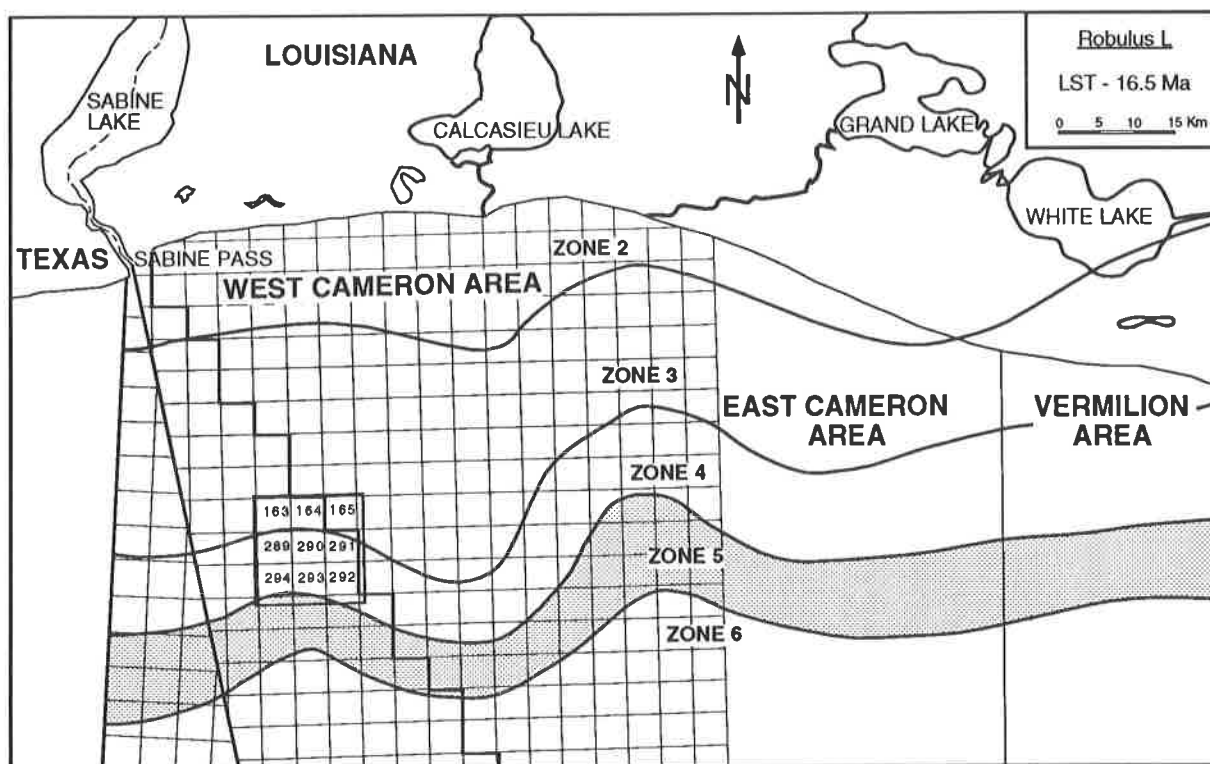 LOUISIANA
Robulus L
LST - 16.5 Ma
0 5 10 15 Km
SABINE
LAKE
CALCASIEU LAKE
N
GRAND LAKE
WHITE LAKE
TEXAS
SABINE PASS
ZONE 2
WEST CAMERON AREA
ZONE 3
EAST CAMERON
AREA
VERMILION
AREA
ZONE 4
163 164 165
289 290 291
294 293 292
ZONE 5
ZONE 6